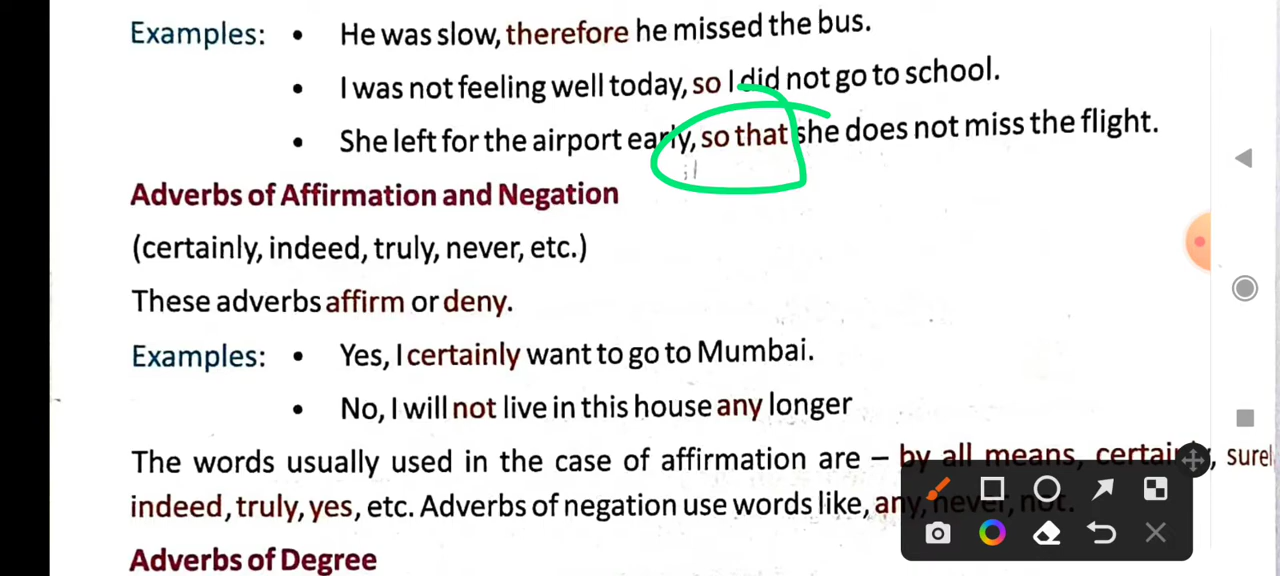 Examples: • He was slow, therefore he missed the bus.
• I was not feeling well today, so I did not go to school.
• She left for the airport early, so that she does not miss the flight.
Adverbs of Affirmation and Negation
(certainly, indeed, truly, never, etc.)
These adverbs affirm or deny.
Examples: • Yes, I certainly want to go to Mumbai.
• No, I will not live in this house any longer
The words usually used in the case of affirmation are – by all means,
indeed, truly, yes, etc. Adverbs of negation use words like, any, never, not.
Adverbs of Degree